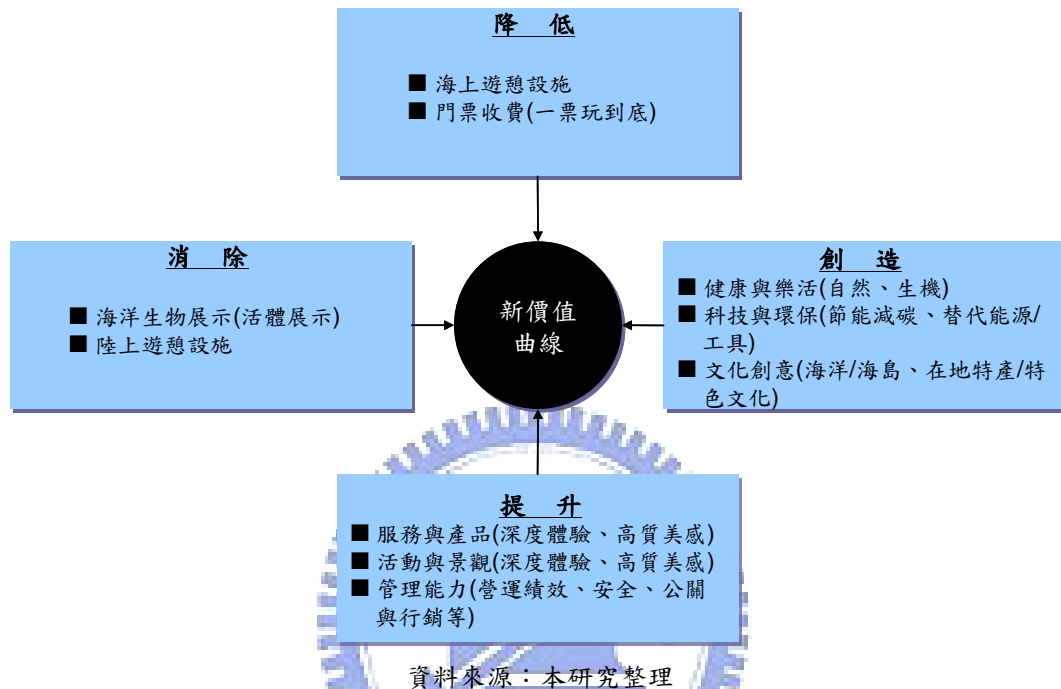 降 低
■ 海上遊憩設施
■ 門票收費(一票玩到底)
消 除
■ 海洋生物展示(活體展示)
■ 陸上遊憩設施
新價值
曲線
創 造
■ 健康與樂活(自然、生機)
■ 科技與環保(節能減碳、替代能源/
工具)
■ 文化創意(海洋/海島、在地特產/特
色文化)
提 升
■ 服務與產品(深度體驗、高質美感)
■ 活動與景觀(深度體驗、高質美感)
■ 管理能力(營運績效、安全、公關
與行銷等)
資料來源：本研究整理